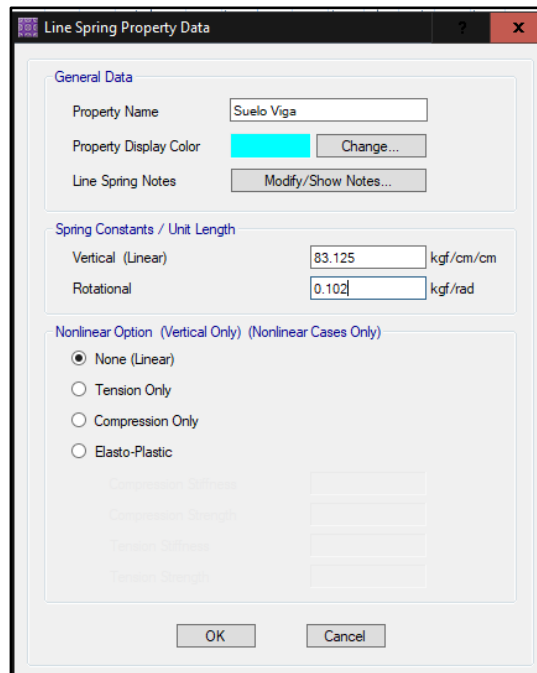 Line Spring Property Data ? x
General Data
Property Name Suelo Viga
Property Display Color Change...
Line Spring Notes Modify/Show Notes...
Spring Constants / Unit Length
Vertical (Linear) 83.125 kgf/cm/cm
Rotational 0.102 kgf/rad
Nonlinear Option (Vertical Only) (Nonlinear Cases Only)
None (Linear)
Tension Only
Compression Only
Elasto-Plastic
Compression Stiffness
Compression Strength
Tension Stiffness
Tension Strength
OK Cancel